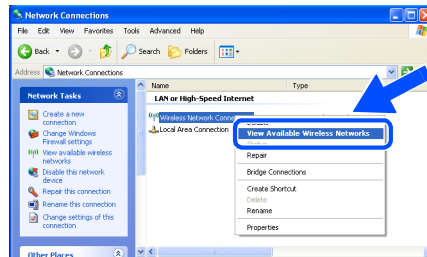 Network Connections
File Edit View Favorites Tools Advanced Help
Back Search Folders
Address Network Connections
Name Type
Network Tasks
Create a new
connection
Change Windows
Firewall settings
View available wireless
networks
Disable this network
device
Repair this connection
Rename this connection
Change settings of this
connection
Other Places
LAN or High-Speed Internet
Wireless Network Conne
Local Area Connection
View Available Wireless Networks
Status
Repair
Bridge Connections
Create Shortcut
Delete
Rename
Properties